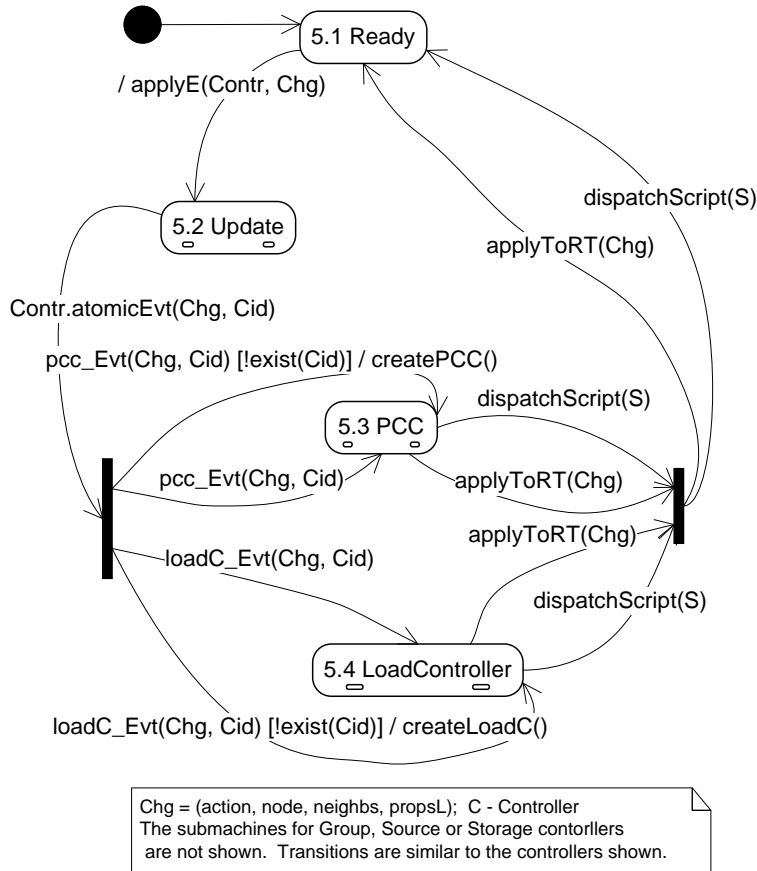 5.1 Ready
/ applyE(Contr, Chg)
dispatchScript(S)
5.2 Update
applyToRT(Chg)
Contr.atomicEvt(Chg, Cid)
pcc_Evt(Chg, Cid) [!exist(Cid)] / createPCC()
dispatchScript(S)
5.3 PCC
pcc_Evt(Chg, Cid)
applyToRT(Chg)
applyToRT(Chg)
loadC_Evt(Chg, Cid)
dispatchScript(S)
5.4 LoadController
loadC_Evt(Chg, Cid) [!exist(Cid)] / createLoadC()
Chg = (action, node, neighbs, propsL); C - Controller
The submachines for Group, Source or Storage contorllers
are not shown. Transitions are similar to the controllers shown.